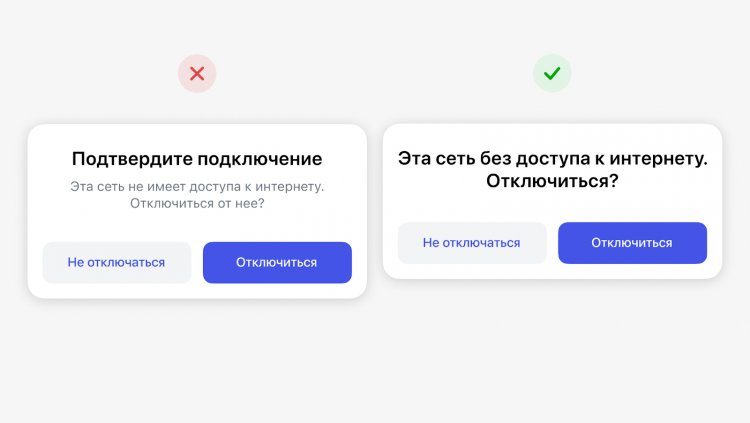 Подтвердите подключение
Эта сеть не имеет доступа к интернету.
Отключиться от нее?
Не отключаться
Отключиться
Эта сеть без доступа к интернету.
Отключиться?
Не отключаться
Отключиться